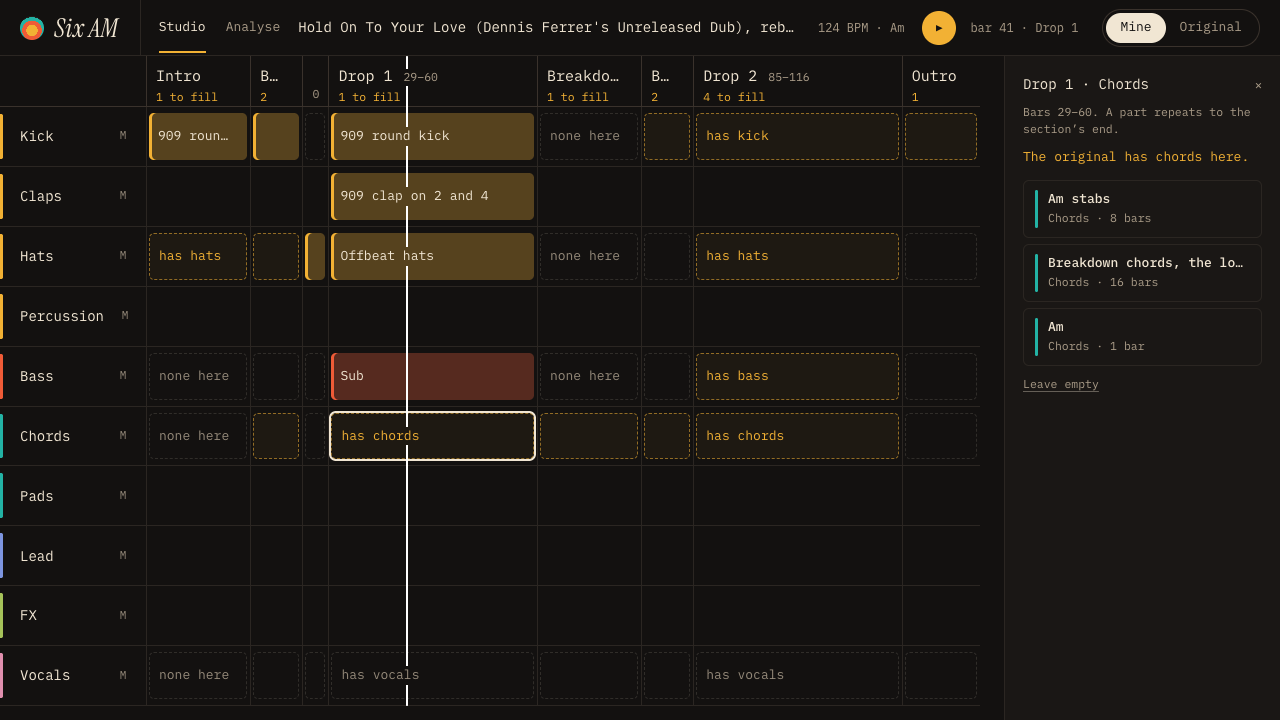 Six AM
Studio
Analyse
Hold On To Your Love (Dennis Ferrer's Unreleased Dub), reb…
124 BPM · Am
bar 41 · Drop 1
Mine
Original
Intro
1 to fill
B…
2
0
Drop 1 29–60
1 to fill
Breakdo…
1 to fill
B…
2
Drop 2 85–116
4 to fill
Outro
1
Kick M
909 roun…
909 round kick
none here
has kick
Claps M
909 clap on 2 and 4
Hats M
has hats
Offbeat hats
none here
has hats
Percussion M
Bass M
none here
Sub
none here
has bass
Chords M
none here
has chords
has chords
Pads M
Lead M
FX M
Vocals M
none here
has vocals
has vocals
Drop 1 · Chords ×
Bars 29–60. A part repeats to the
section's end.
The original has chords here.
Am stabs
Chords · 8 bars
Breakdown chords, the lo…
Chords · 16 bars
Am
Chords · 1 bar
Leave empty